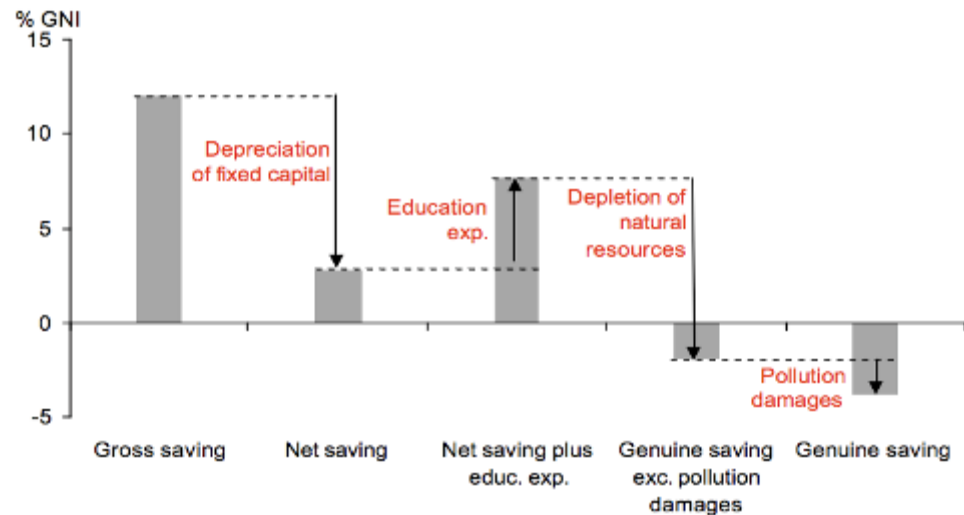 % GNI
15
10
5
0
-5
Depreciation
of fixed capital
Education
exp.
Depletion of
natural
resources
Pollution
damages
Gross saving
Net saving
Net saving plus
educ. exp.
Genuine saving
exc. pollution
damages
Genuine saving